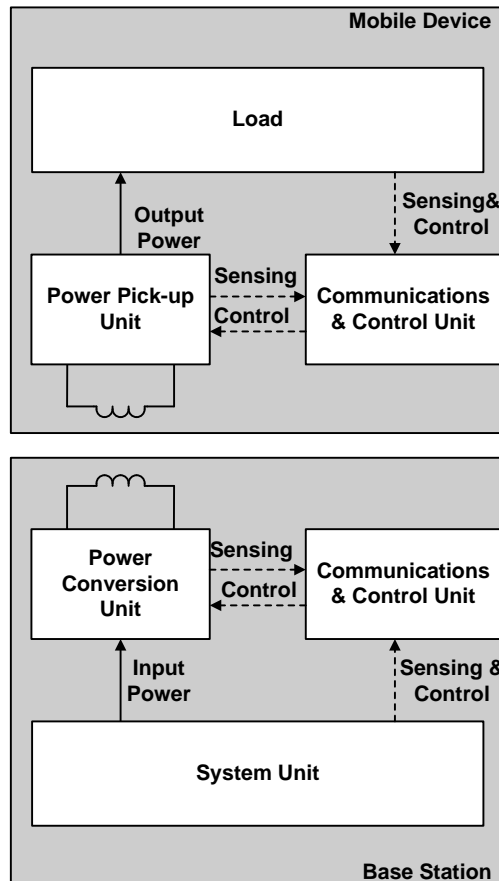 Mobile Device
Load
Output
Power
Sensing&
Control
Power Pick-up
Unit
Sensing
Control
Communications
& Control Unit
Power
Conversion
Unit
Sensing
Control
Communications
& Control Unit
Input
Power
Sensing &
Control
System Unit
Base Station